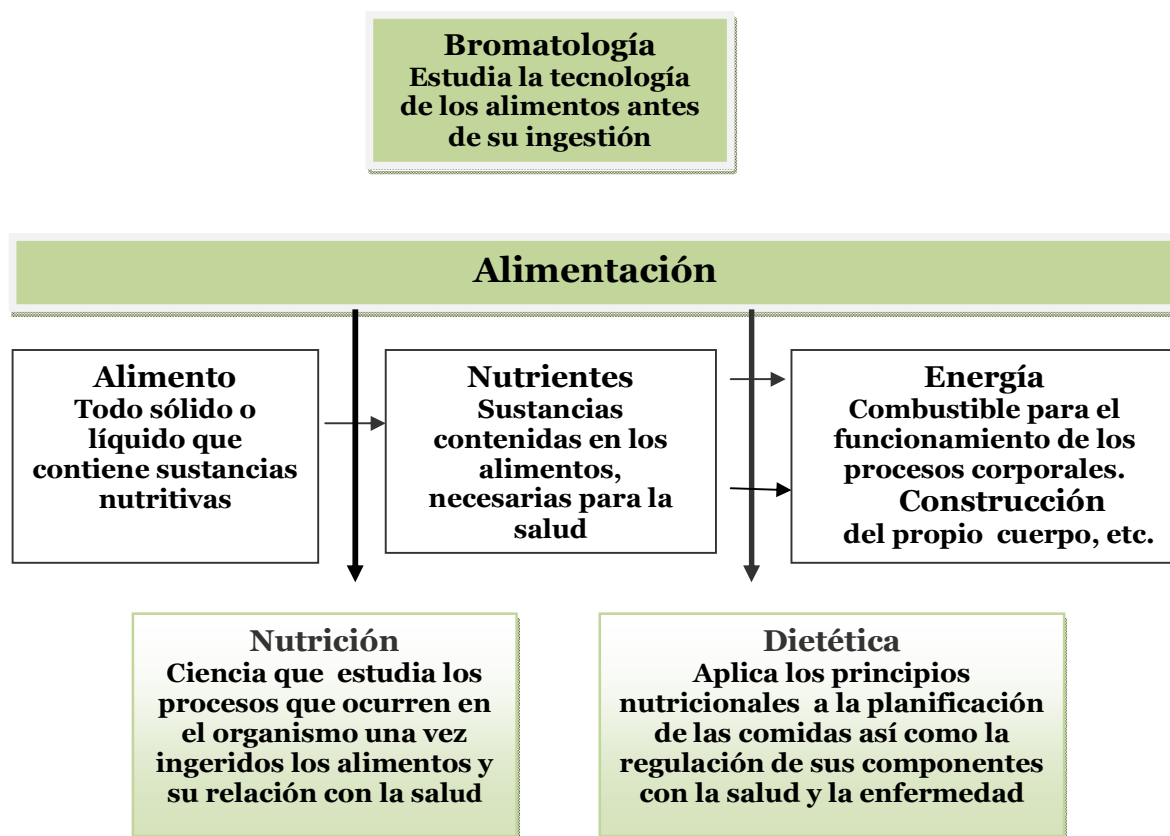 Bromatología
Estudia la tecnología
de los alimentos antes
de su ingestión
Alimentación
Alimento
Todo sólido o
líquido que
contiene sustancias
nutritivas
Nutrientes
Sustancias
contenidas en los
alimentos,
necesarias para la
salud
Energía
Combustible para el
funcionamiento de los
procesos corporales.
Construcción
del propio cuerpo, etc.
Nutrición
Ciencia que estudia los
procesos que ocurren en
el organismo una vez
ingeridos los alimentos y
su relación con la salud
Dietética
Aplica los principios
nutricionales a la planificación
de las comidas así como la
regulación de sus componentes
con la salud y la enfermedad